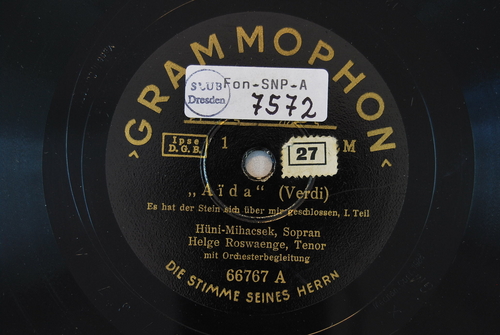 ›GRAMMOPHON‹
SLUB
Dresden
Fon-SNP-A
7572
Ipse
D.G.B.
1
27
M
„Aïda“ (Verdi)
Es hat der Stein sich über mir geschlossen, I. Teil
Hüni-Mihacsek, Sopran
Helge Roswaenge, Tenor
mit Orchesterbegleitung
66767 A
DIE STIMME SEINES HERRN